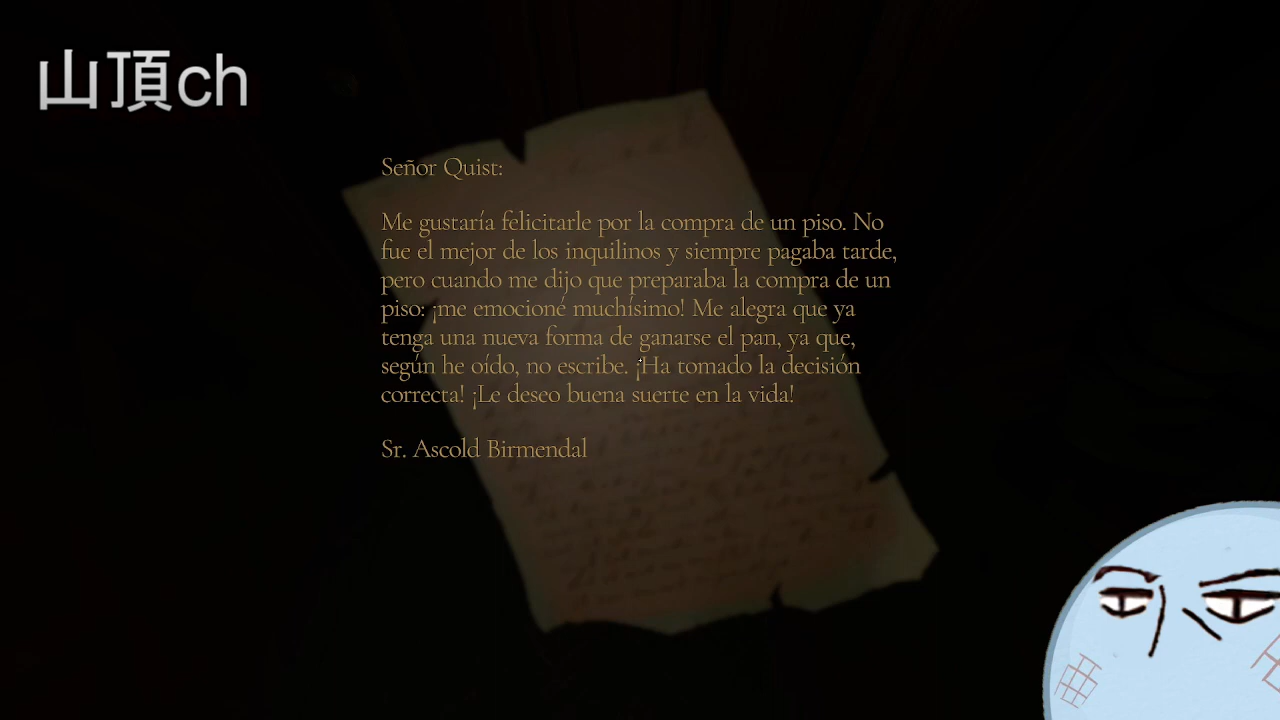 山頂ch
Señor Quist:
Me gustaría felicitarle por la compra de un piso. No
fue el mejor de los inquilinos y siempre pagaba tarde,
pero cuando me dijo que preparaba la compra de un
piso: ¡me emocioné muchísimo! Me alegra que ya
tenga una nueva forma de ganarse el pan, ya que,
según he oído, no escribe. ¡Ha tomado la decisión
correcta! ¡Le deseo buena suerte en la vida!
Sr. Ascold Birmendal